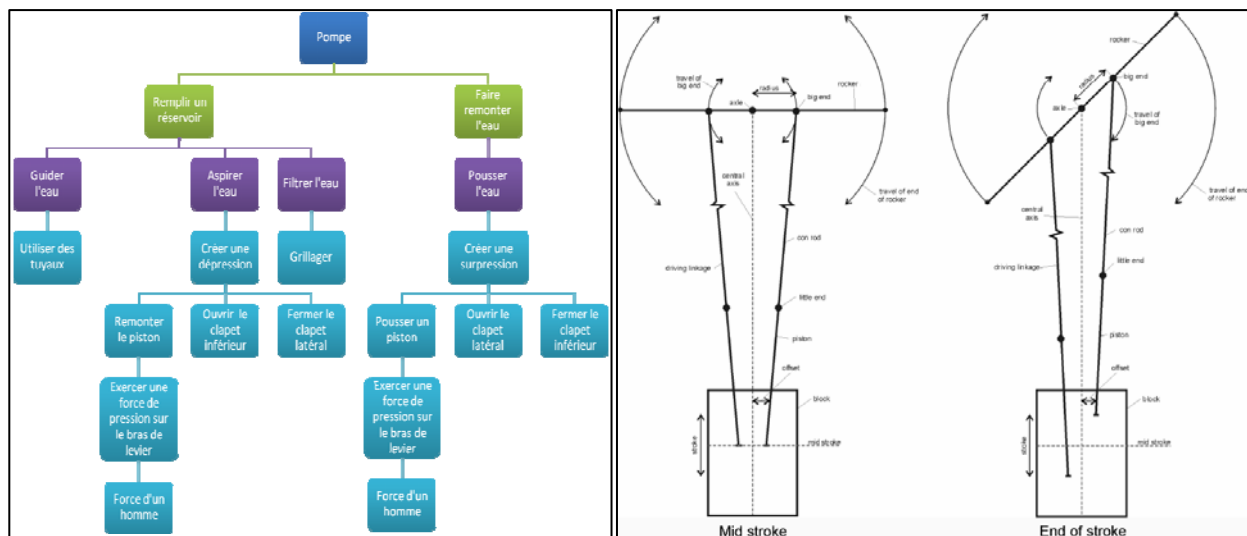 Pompe
Remplir un
réservoir
Faire
remonter
l'eau
Guider
l'eau
Aspirer
l'eau
Filtrer l'eau
Pousser
l'eau
Utiliser des
tuyaux
Créer une
dépression
Grillager
Créer une
surpression
Remonter
le piston
Ouvrir le
clapet
inférieur
Fermer le
clapet
latéral
Pousser un
piston
Ouvrir le
clapet
latéral
Fermer le
clapet
inférieur
Exercer une
force de
pression sur
le bras de
levier
Exercer une
force de
pression sur
le bras de
levier
Force d'un
homme
Force d'un
homme
travel of
big end
radius
axle
big end
rocker
central
axis
travel of end
of rocker
con rod
driving linkage
little end
piston
offset
block
stroke
mid stroke
Mid stroke
rocker
radius
big end
axle
travel of
big end
travel of end
of rocker
central
axis
con rod
driving linkage
little end
piston
offset
block
stroke
mid stroke
End of stroke